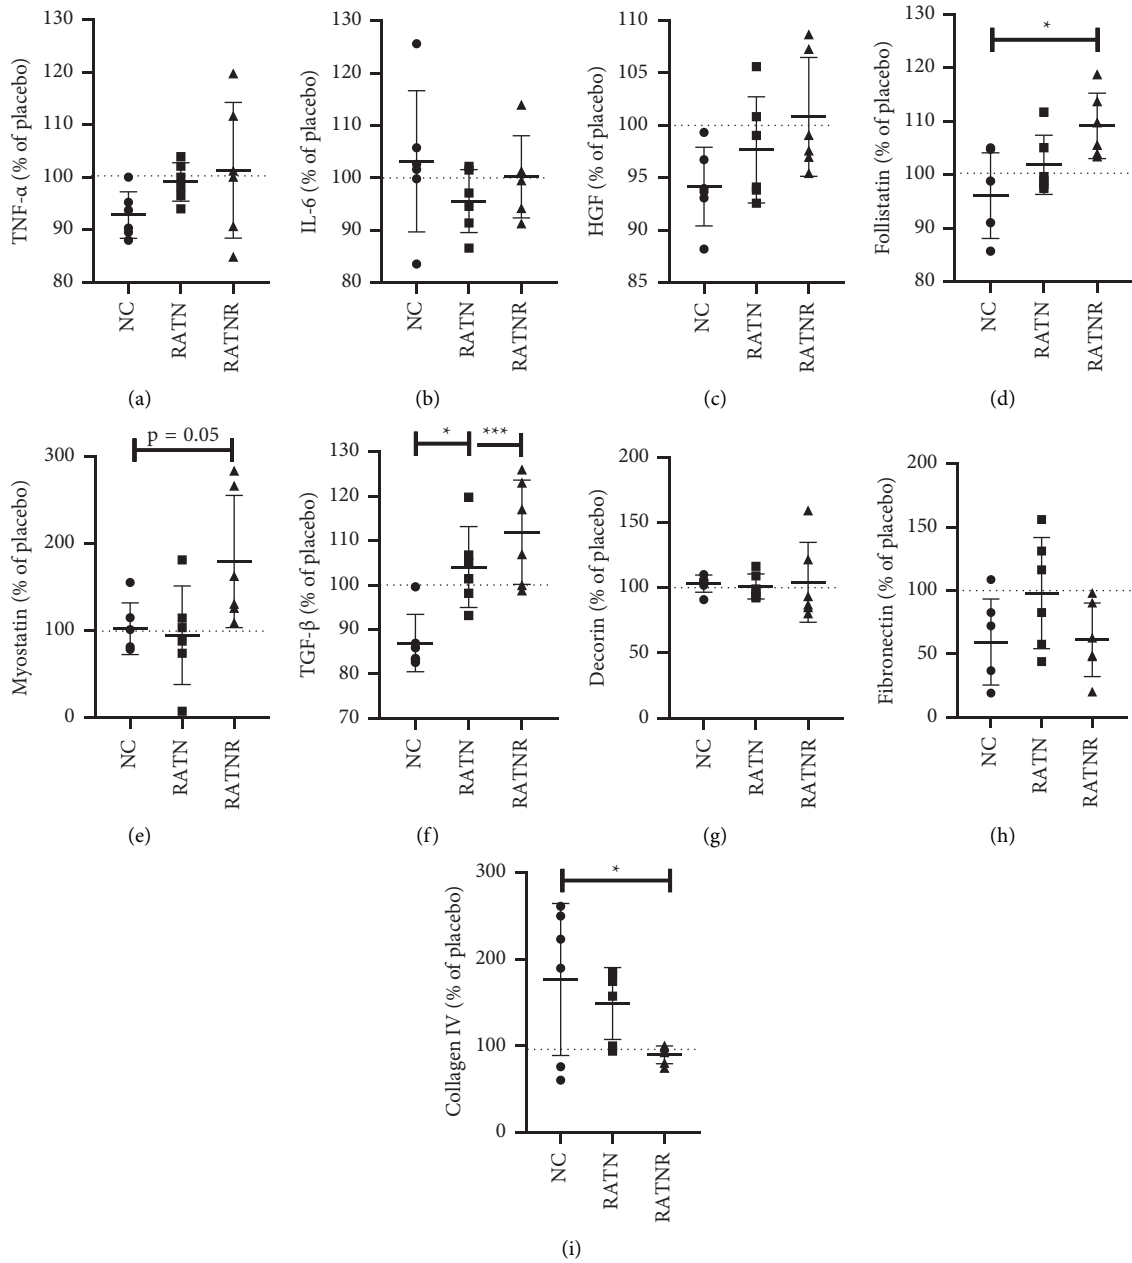 TNF-α (% of placebo)
130
120
110
100
90
80
NC
RATN
RATNR
(a)
IL-6 (% of placebo)
130
120
110
100
90
80
NC
RATN
RATNR
(b)
HGF (% of placebo)
110
105
100
95
90
85
NC
RATN
RATNR
(c)
Follistatin (% of placebo)
130
120
110
100
90
80
*
NC
RATN
RATNR
(d)
Myostatin (% of placebo)
300
200
100
0
p = 0.05
NC
RATN
RATNR
(e)
TGF-β (% of placebo)
130
120
110
100
90
80
70
*
***
NC
RATN
RATNR
(f)
Decorin (% of placebo)
200
150
100
50
0
NC
RATN
RATNR
(g)
Fibronectin (% of placebo)
200
150
100
50
0
NC
RATN
RATNR
(h)
Collagen IV (% of placebo)
300
200
100
0
*
NC
RATN
RATNR
(i)